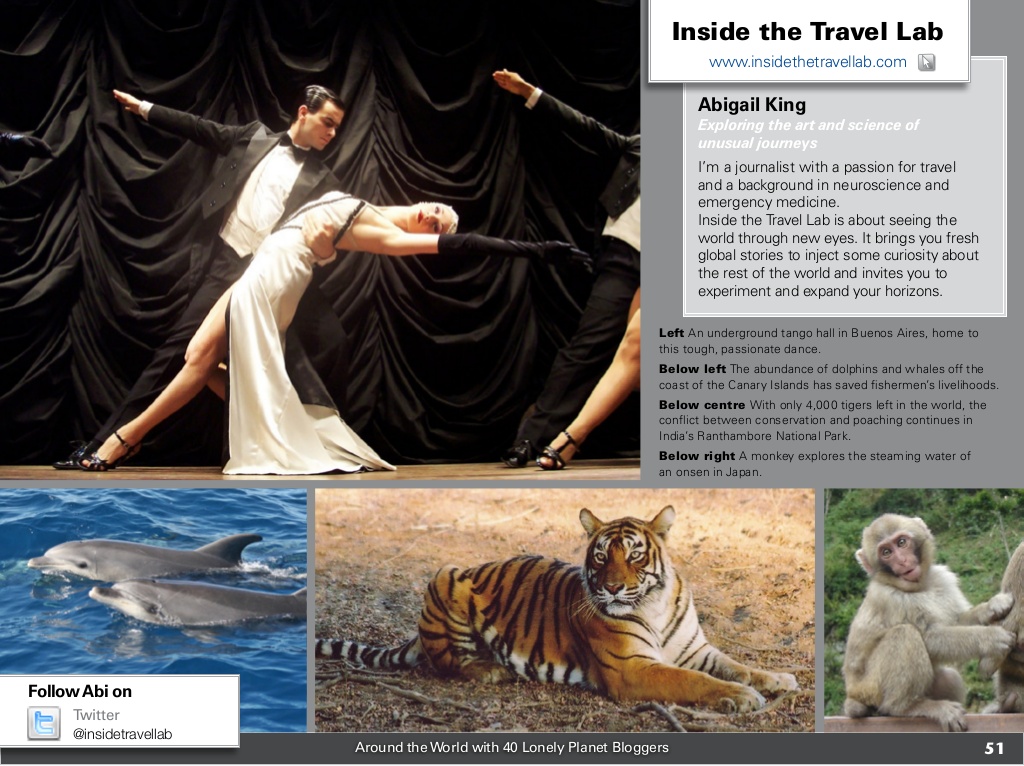 Inside the Travel Lab
www.insidethetravellab.com
Abigail King
Exploring the art and science of
unusual journeys
I'm a journalist with a passion for travel
and a background in neuroscience and
emergency medicine.
Inside the Travel Lab is about seeing the
world through new eyes. It brings you fresh
global stories to inject some curiosity about
the rest of the world and invites you to
experiment and expand your horizons.
Left An underground tango hall in Buenos Aires, home to
this tough, passionate dance.
Below left The abundance of dolphins and whales off the
coast of the Canary Islands has saved fishermen's livelihoods.
Below centre With only 4,000 tigers left in the world, the
conflict between conservation and poaching continues in
India's Ranthambore National Park.
Below right A monkey explores the steaming water of
an onsen in Japan.
Follow Abi on
Twitter
@insidetravellab
Around the World with 40 Lonely Planet Bloggers
51